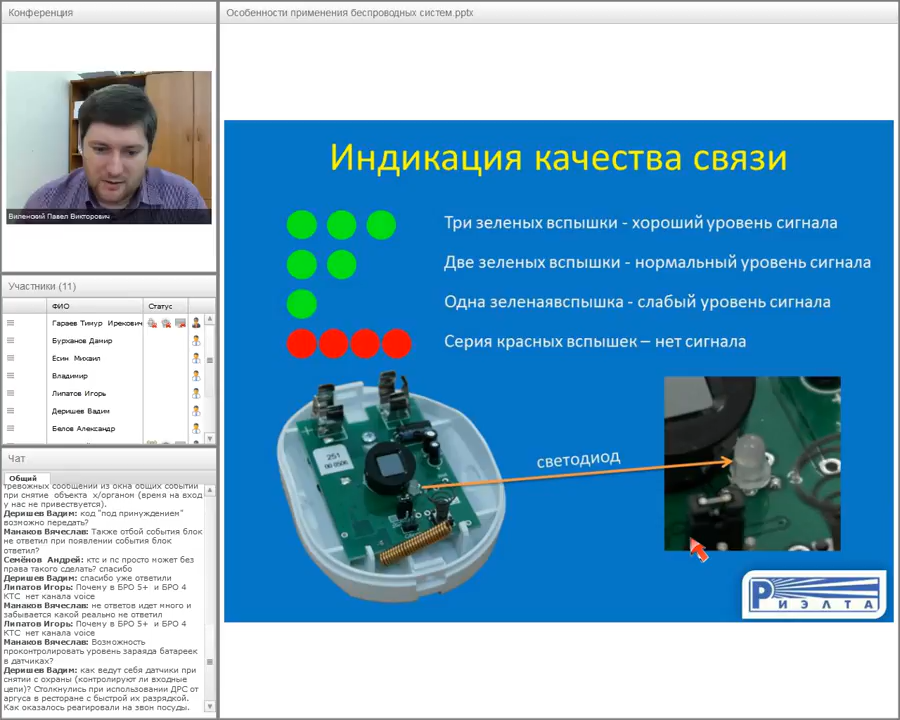 Конференция
Виленский Павел Викторович
Участники (11)
ФИО Статус
Гараев Тимур Ирекович
Бурханов Дамир
Есин Михаил
Владимир
Липатов Игорь
Деришев Вадим
Белов Александр
Чат
Общий
тревожных сообщений из окна общих событий
при снятие объекта х/органом (время на вход
у нас не привествуется).
Деришев Вадим: код "под принуждением"
возможно передать?
Манаков Вячеслав: Также отбой события блок
не ответил при появлении события блок
ответил?
Семёнов Андрей: ктс и пс просто может без
права такого сделать? спасибо
Деришев Вадим: спасибо уже ответили
Липатов Игорь: Почему в БРО 5+ и БРО 4
КТС нет канала voice
Манаков Вячеслав: не ответов идет много и
забывается какой реально не ответил
Липатов Игорь: Почему в БРО 5+ и БРО 4
КТС нет канала voice
Манаков Вячеслав: Возможность
проконтролировать уровень зараяда батареек
в датчиках?
Деришев Вадим: как ведут себя датчики при
снятии с охраны (контролируют ли входные
цепи)? Столкнулись при использовании ДРС от
аргуса в ресторане с быстрой их разрядкой.
Как оказалось реагировали на звон посуды.
Особенности применения беспроводных систем.pptx
Индикация качества связи
Три зеленых вспышки - хороший уровень сигнала
Две зеленых вспышки - нормальный уровень сигнала
Одна зеленаявспышка - слабый уровень сигнала
Серия красных вспышек – нет сигнала
251
светодиод
РИЭЛТА